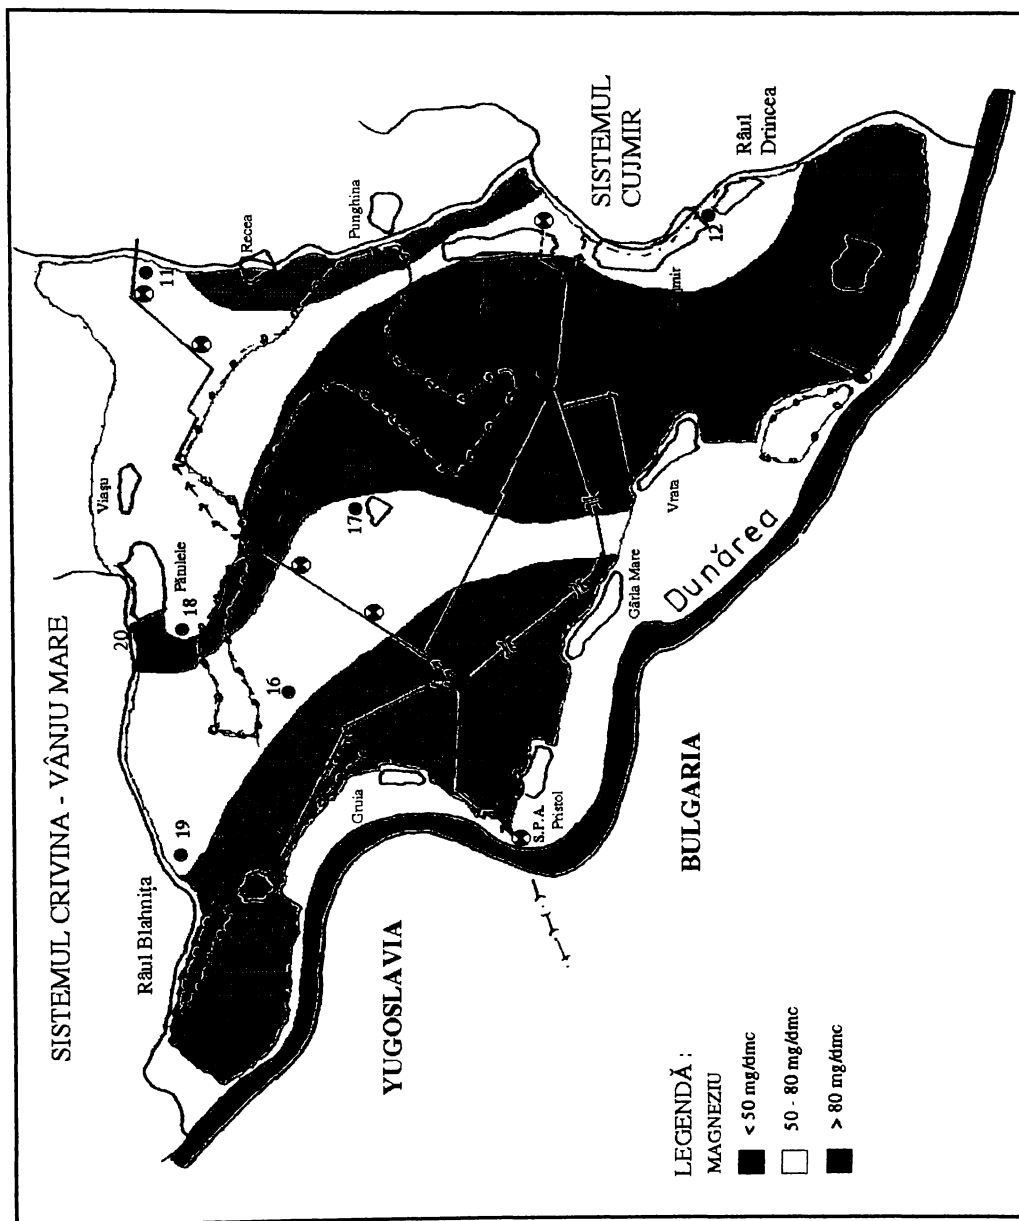 SISTEMUL CRIVINA - VÂNJU MARE
Râul Blahnița
19
20
Pătulele
18
Viașu
11
Recea
Punghina
16
17
SISTEMUL
CUJMIR
Râul
Drincea
12
Gruia
S.P.A.
Pristol
Gârla Mare
Vrata
Dunărea
YUGOSLAVIA
BULGARIA
LEGENDĂ :
MAGNEZIU
< 50 mg/dmc
50 - 80 mg/dmc
> 80 mg/dmc